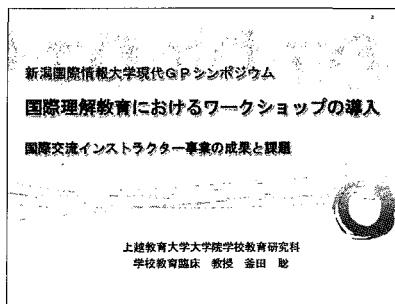 新潟国際情報大学現代GPシンポジウム
国際理解教育におけるワークショップの導入
国際交流インストラクター事業の成果と課題
上越教育大学大学院学校教育研究科
学校教育臨床 教授 釜田 聡